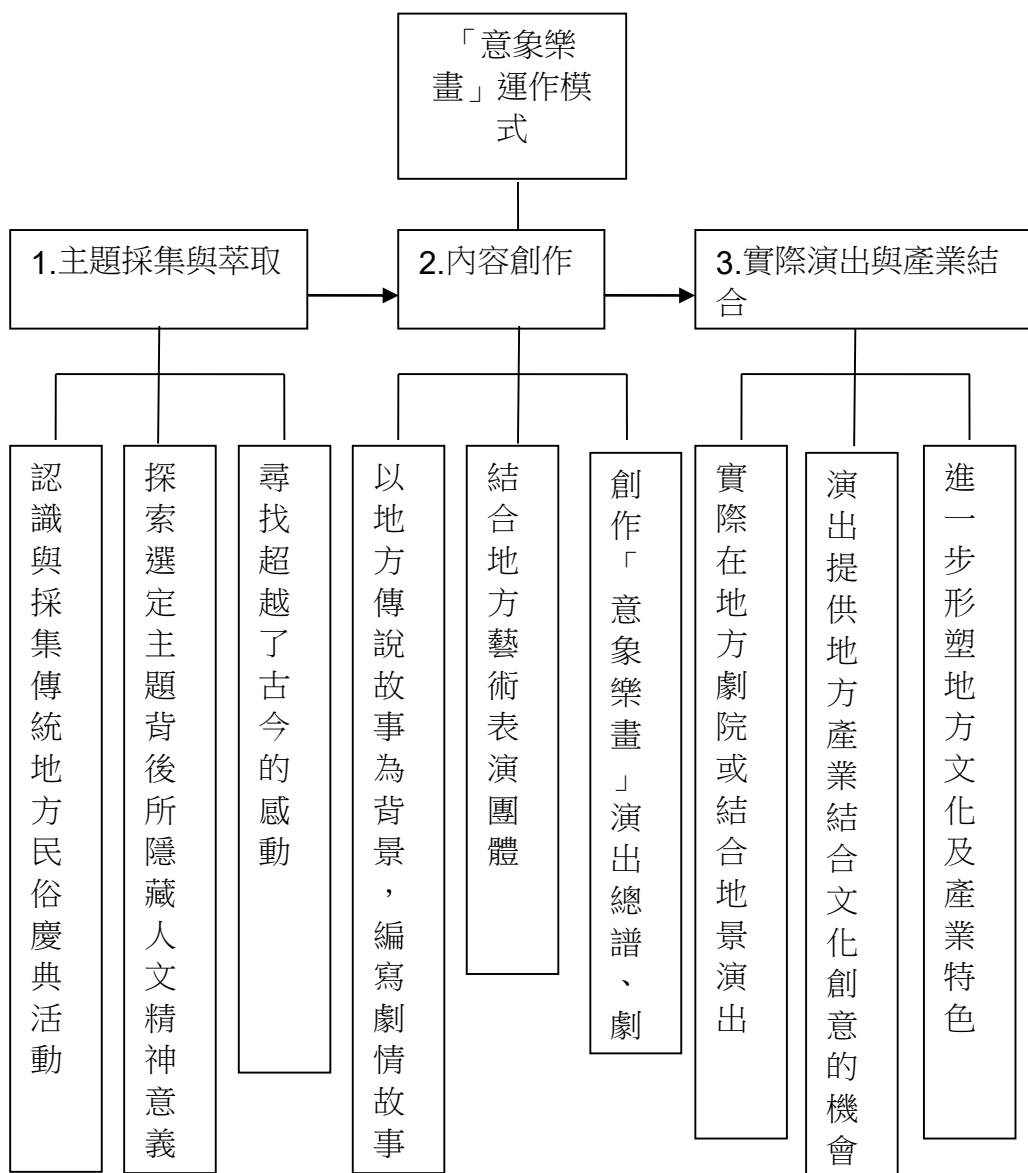 「意象樂
畫」運作模
式
1.主題採集與萃取
2.內容創作
3.實際演出與產業結
合
認識與採集傳統地方民俗慶典活動
探索選定主題背後所隱藏人文精神意義
尋找超越了古今的感動
以地方傳說故事為背景，編寫劇情故事
結合地方藝術表演團體
創作「意象樂畫」演出總譜、劇
實際在地方劇院或結合地景演出
演出提供地方產業結合文化創意的機會
進一步形塑地方文化及產業特色